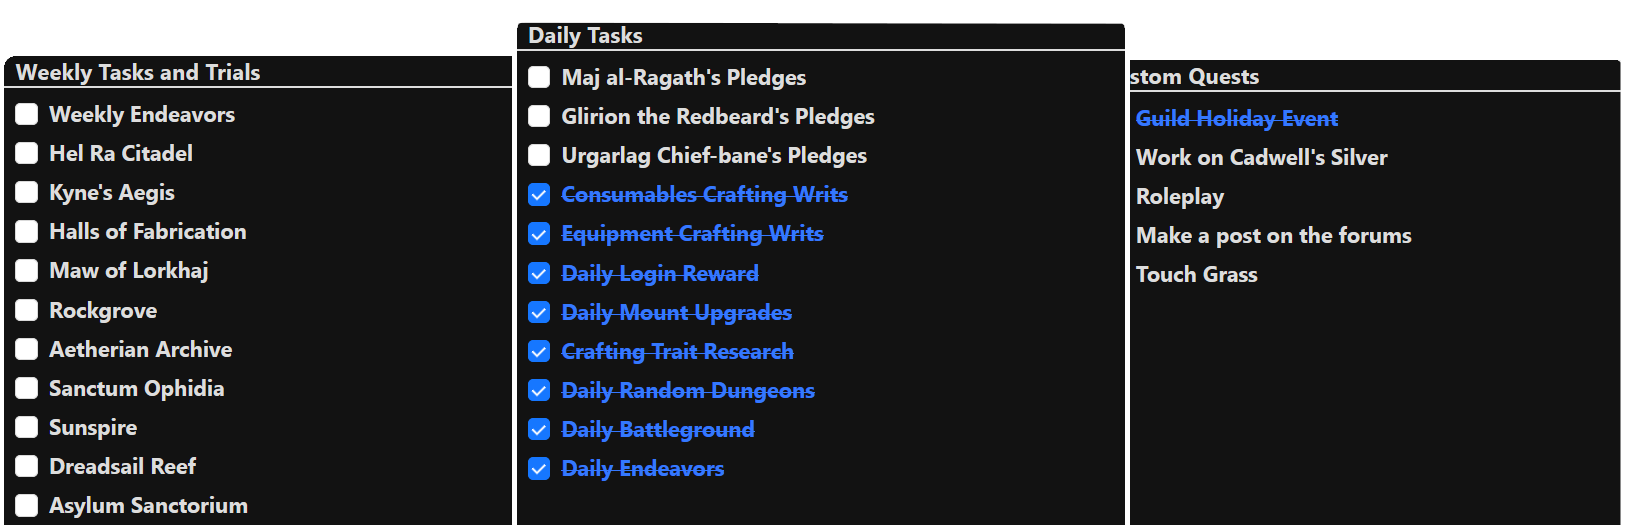 Weekly Tasks and Trials
Weekly Endeavors
Hel Ra Citadel
Kyne's Aegis
Halls of Fabrication
Maw of Lorkhaj
Rockgrove
Aetherian Archive
Sanctum Ophidia
Sunspire
Dreadsail Reef
Asylum Sanctorium
Daily Tasks
Maj al-Ragath's Pledges
Glirion the Redbeard's Pledges
Urgarlag Chief-bane's Pledges
Consumables Crafting Writs
Equipment Crafting Writs
Daily Login Reward
Daily Mount Upgrades
Crafting Trait Research
Daily Random Dungeons
Daily Battleground
Daily Endeavors
stom Quests
Guild Holiday Event
Work on Cadwell's Silver
Roleplay
Make a post on the forums
Touch Grass